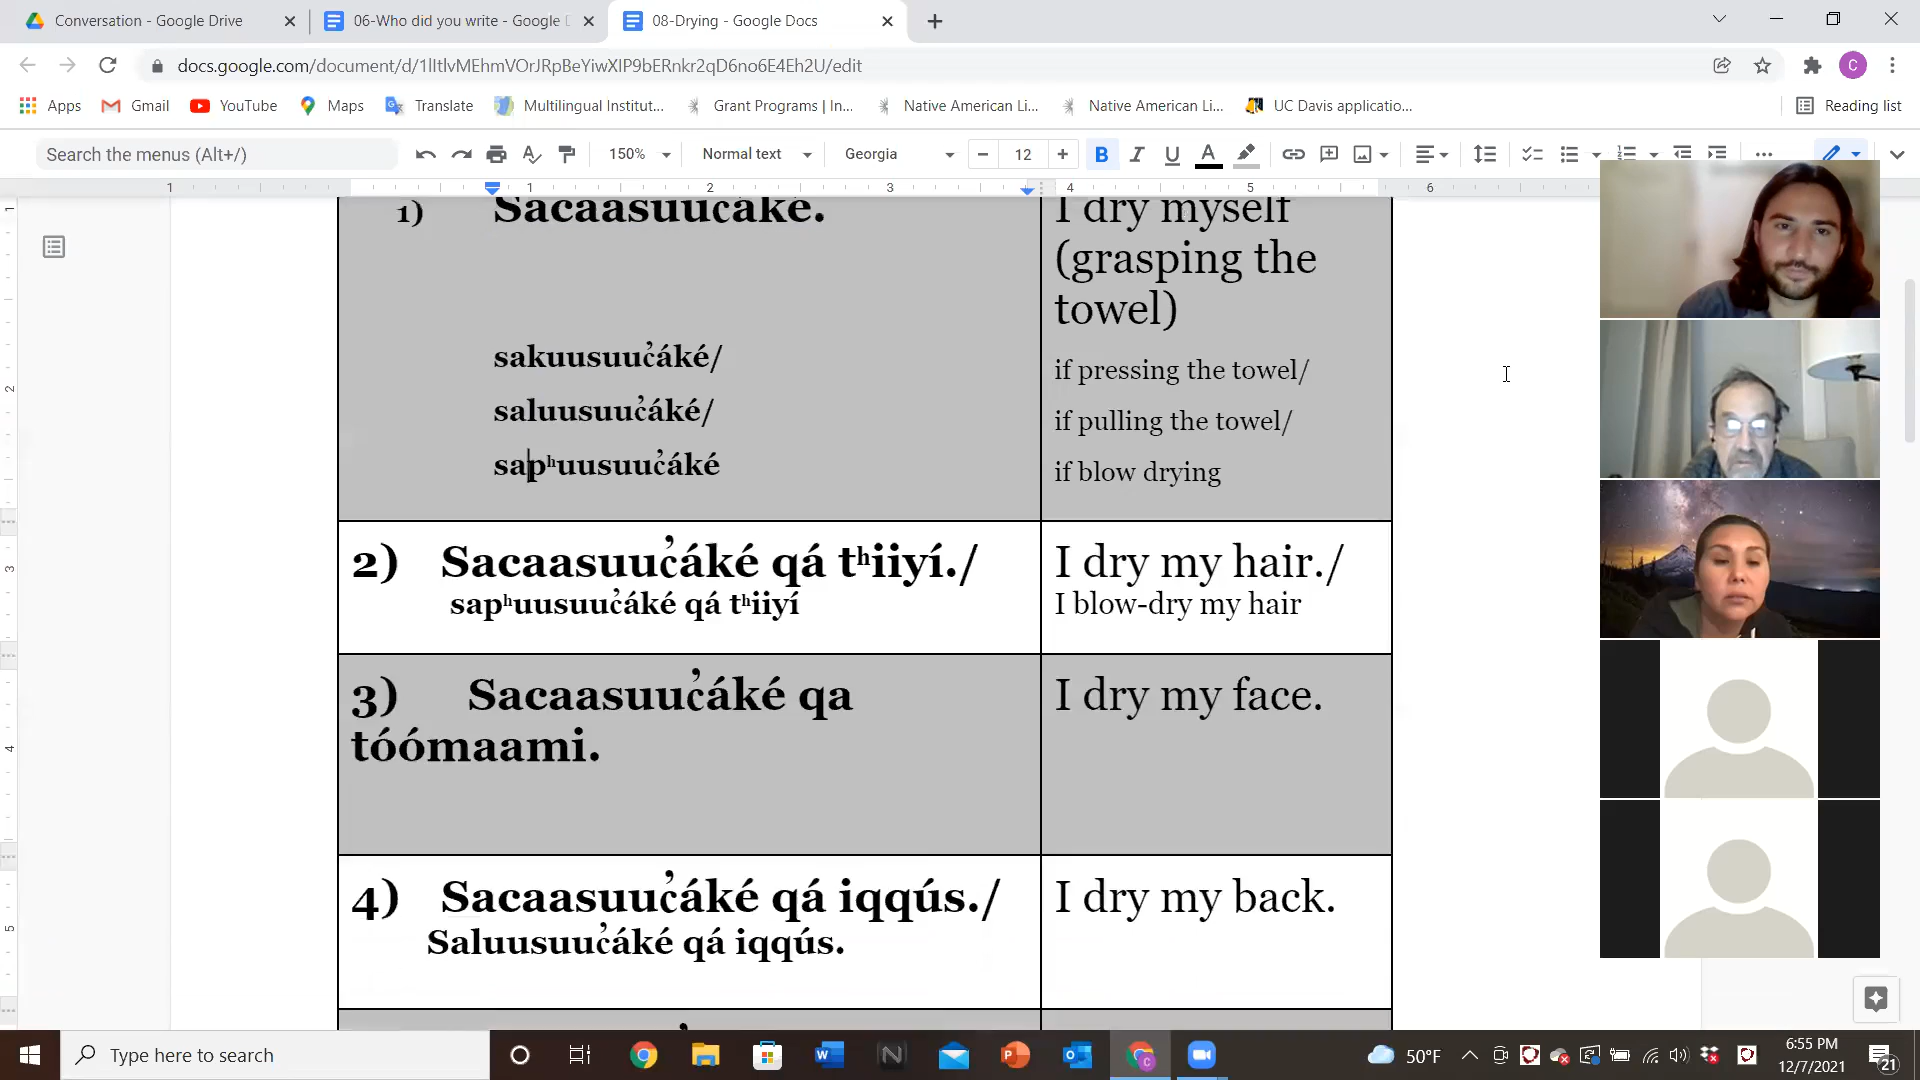 Conversation - Google Drive
06-Who did you write - Google D
08-Drying - Google Docs
docs.google.com/document/d/1lItlvMEhmVOrJRpBeYiwXIP9bERnkr2qD6no6E4Eh2U/edit
Apps Gmail YouTube Maps Translate Multilingual Institut... Grant Programs | In... Native American Li... Native American Li... UC Davis applicatio... Reading list
Search the menus (Alt+/) 150% Normal text Georgia 12
1) Sacaasuuc̓áké.
I dry myself
(grasping the
towel)
sakuusuuc̓áké/
if pressing the towel/
saluusuuc̓áké/
if pulling the towel/
sapʰuusuuc̓áké
if blow drying
2) Sacaasuuc̓áké qá tʰiiyí./
I dry my hair./
sapʰuusuuc̓áké qá tʰiiyí
I blow-dry my hair
3) Sacaasuuc̓áké qa
tóómaami.
I dry my face.
4) Sacaasuuc̓áké qá iqqús./
I dry my back.
Saluusuuc̓áké qá iqqús.
Type here to search
50°F
6:55 PM
12/7/2021
21